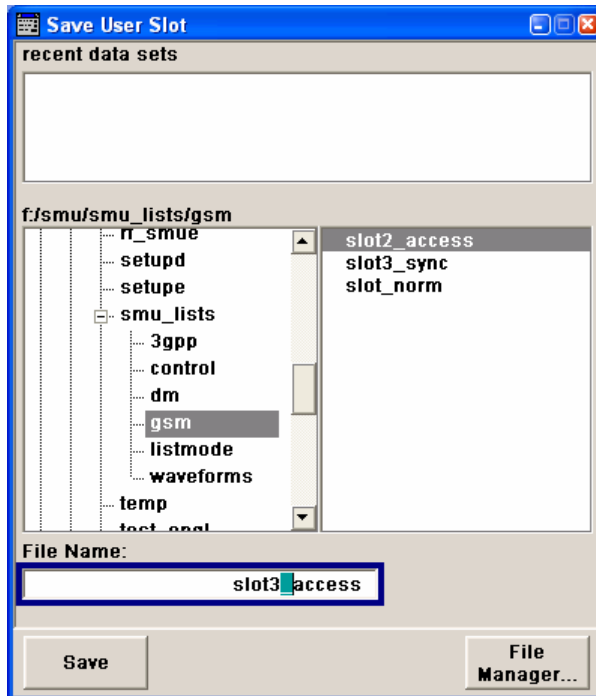 Save User Slot
recent data sets
f:/smu/smu_lists/gsm
rf_smue
setupd
setupe
smu_lists
3gpp
control
dm
gsm
listmode
waveforms
temp
slot2_access
slot3_sync
slot_norm
File Name:
slot3_access
Save
File
Manager...